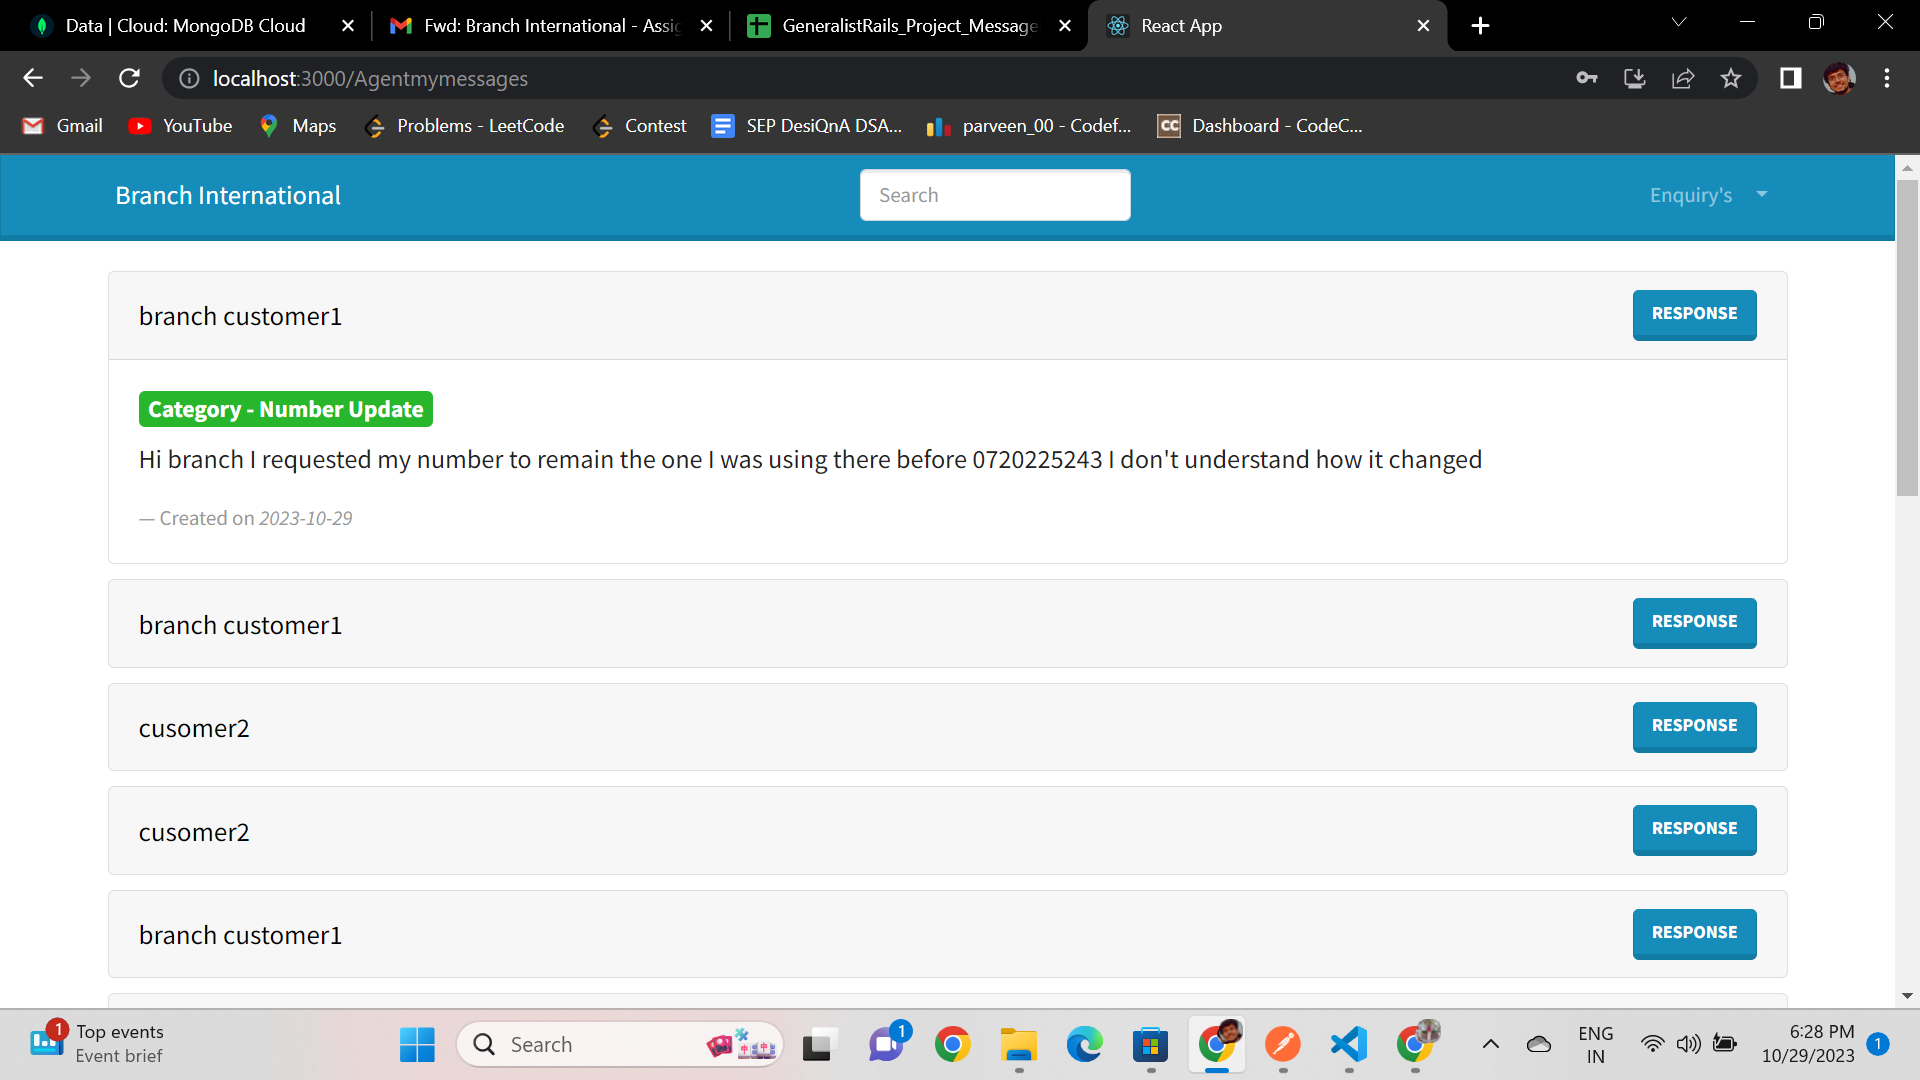 Data | Cloud: MongoDB Cloud
Fwd: Branch International - Assig
GeneralistRails_Project_Message
React App
localhost:3000/Agentmymessages
Gmail
YouTube
Maps
Problems - LeetCode
Contest
SEP DesiQnA DSA...
parveen_00 - Codef...
CC
Dashboard - CodeC...
Branch International
Search
Enquiry's
branch customer1
RESPONSE
Category - Number Update
Hi branch I requested my number to remain the one I was using there before 0720225243 I don't understand how it changed
— Created on 2023-10-29
branch customer1
RESPONSE
cusomer2
RESPONSE
cusomer2
RESPONSE
branch customer1
RESPONSE
1
Top events
Event brief
Search
1
ENG
IN
6:28 PM
10/29/2023
1